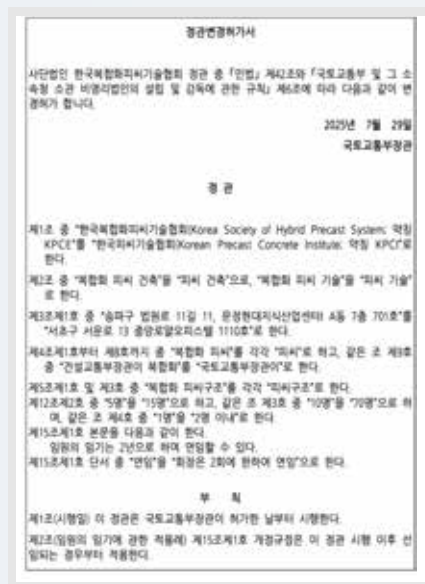 정관변경허가서
사단법인 한국복합화피씨기술협회 정관 중 「민법」 제42조와 「국토교통부 및 그 소
속청 소관 비영리법인의 설립 및 감독에 관한 규칙」 제6조에 따라 다음과 같이 변
경허가 합니다.
2025년 7월 29일
국토교통부장관
정 관
제1조 중 "한국복합화피씨기술협회(Korea Society of Hybrid Precast System: 약칭
KPCE"를 "한국피씨기술협회(Korean Precast Concrete Institute: 약칭 KPCI"로
한다.
제2조 중 "복합화 피씨 건축"을 "피씨 건축"으로, "복합화 피씨 기술"을 "피씨 기술"
로 한다.
제3조제1호 중 "송파구 법원로 11길 11, 문정현대지식산업센터 A동 7층 701호"를
"서초구 서운로 13 중앙로얄오피스텔 1110호"로 한다.
제4조제1호부터 제8호까지 중 "복합화 피씨"를 각각 "피씨"로 하고, 같은 조 제9호
중 "건설교통부장관이 복합화"를 "국토교통부장관이"로 한다.
제5조제1호 및 제3호 중 "복합화 피씨구조"를 각각 "피씨구조"로 한다.
제12조제2호 중 "5명"을 "15명"으로 하고, 같은 조 제3호 중 "10명"을 "70명"으로 하
며, 같은 조 제4호 중 "1명"을 "2명 이내"로 한다.
제15조제1호 본문을 다음과 같이 한다.
임원의 임기는 2년으로 하며 연임할 수 있다.
제15조제1호 단서 중 "연임"을 "회장은 2회에 한하여 연임"으로 한다.
부 칙
제1조(시행일) 이 정관은 국토교통부장관이 허가한 날부터 시행한다.
제2조(임원의 임기에 관한 적용례) 제15조제1호 개정규정은 이 정관 시행 이후 선
임되는 경우부터 적용한다.